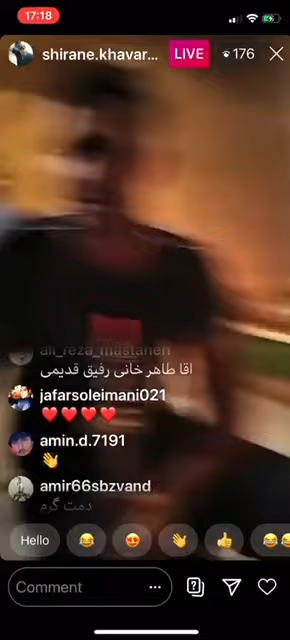 17:18
shirane.khavar...
LIVE
176
ali_reza_mastaneh
اقا طاهر خانی رفیق قدیمی
jafarsoleimani021
❤️❤️❤️❤️
amin.d.7191
👋
amir66sbzvand
دمت گرم
Hello
Comment